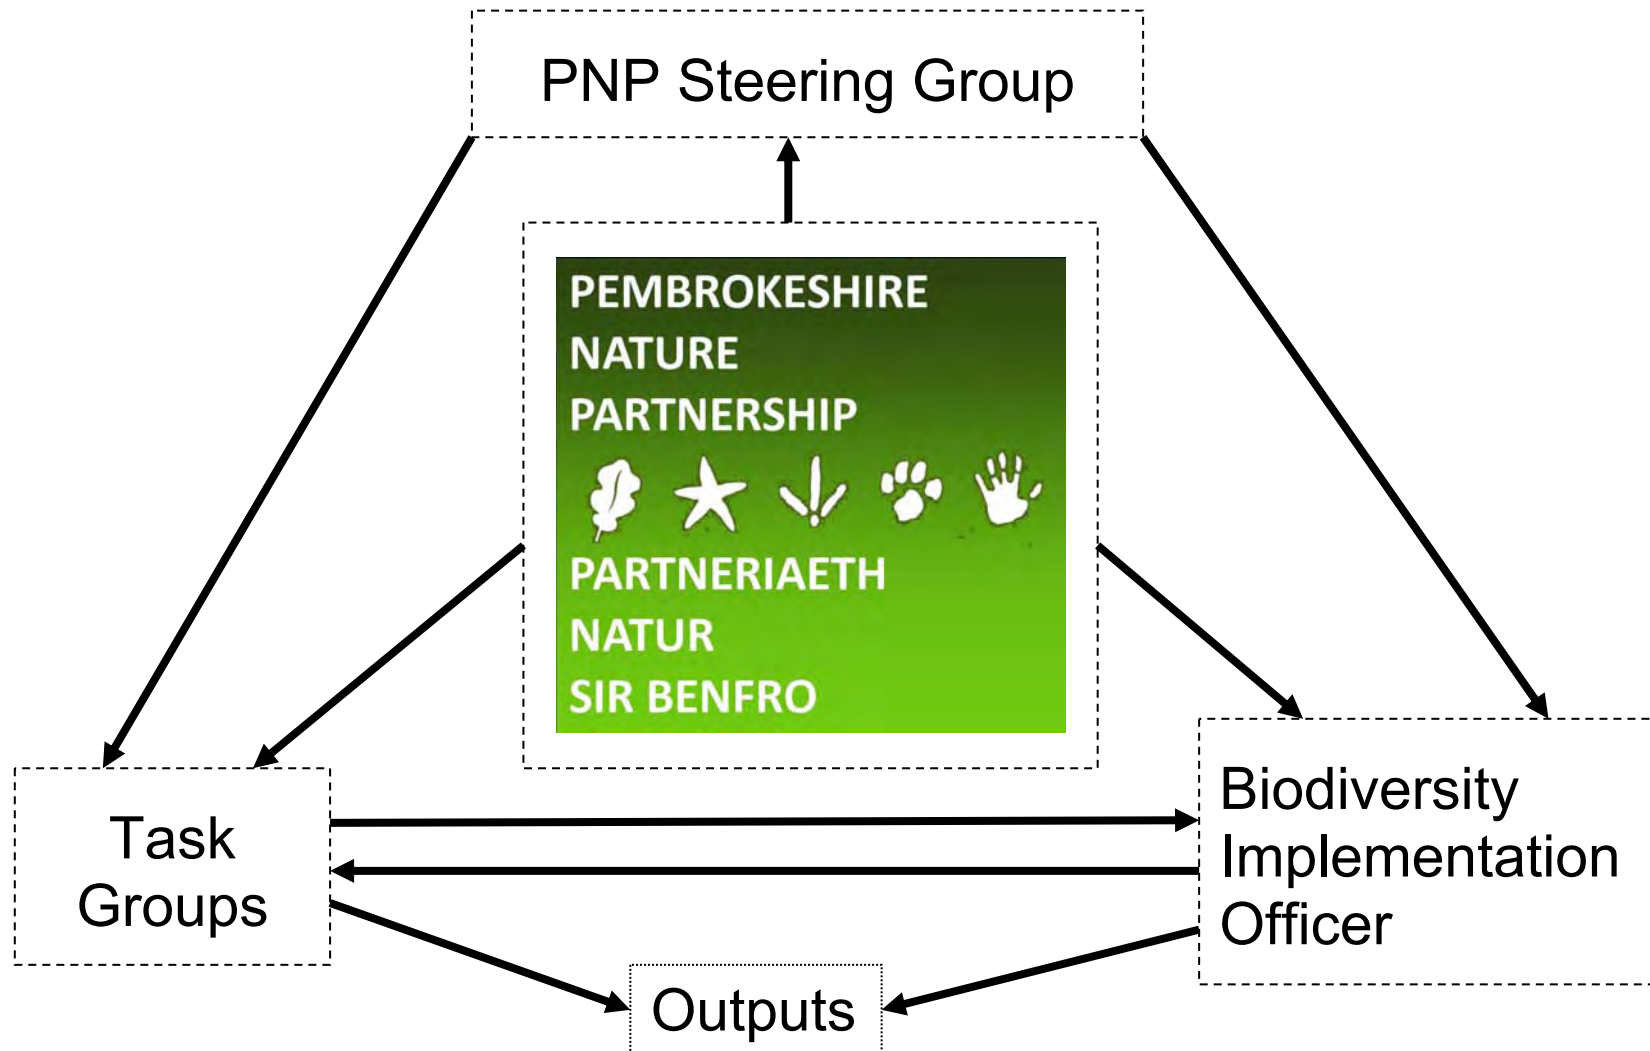 PNP Steering Group
PEMBROKESHIRE
NATURE
PARTNERSHIP
PARTNERIAETH
NATUR
SIR BENFRO
Task
Groups
Biodiversity
Implementation
Officer
Outputs